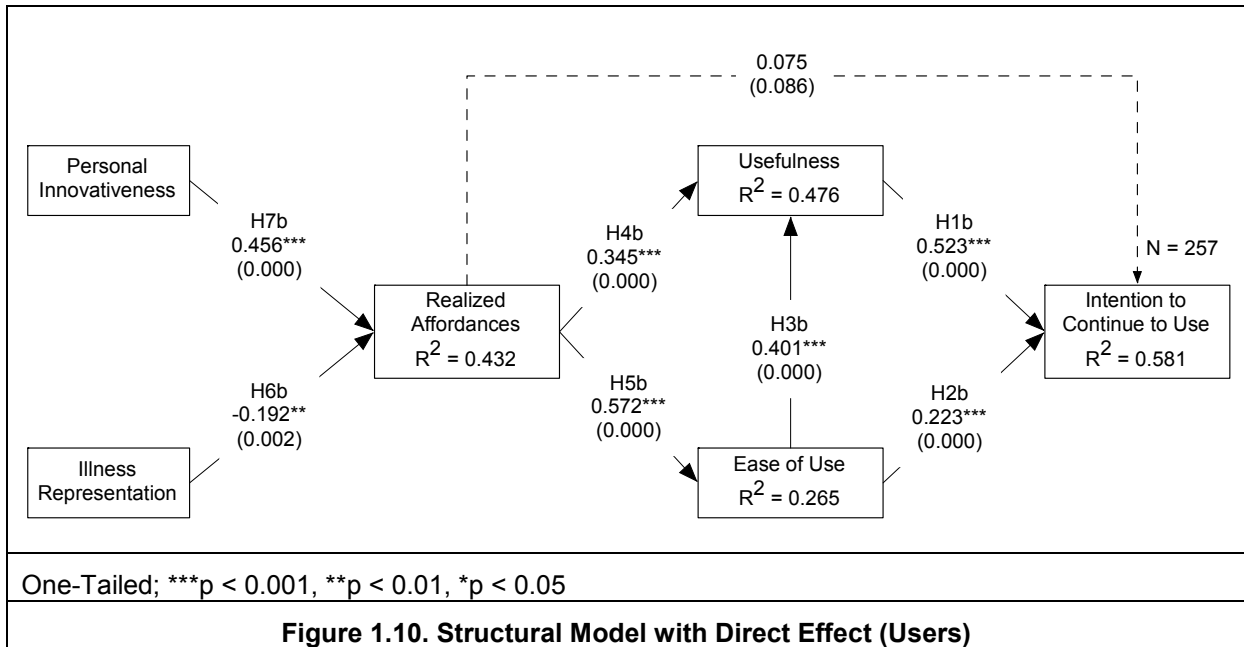 0.075
(0.086)
Personal
Innovativeness
Usefulness
R² = 0.476
H7b
0.456***
(0.000)
H4b
0.345***
(0.000)
H1b
0.523***
(0.000)
N = 257
Realized
Affordances
R² = 0.432
H3b
0.401***
(0.000)
Intention to
Continue to Use
R² = 0.581
H6b
-0.192**
(0.002)
H5b
0.572***
(0.000)
H2b
0.223***
(0.000)
Illness
Representation
Ease of Use
R² = 0.265
One-Tailed; ***p < 0.001, **p < 0.01, *p < 0.05
Figure 1.10. Structural Model with Direct Effect (Users)